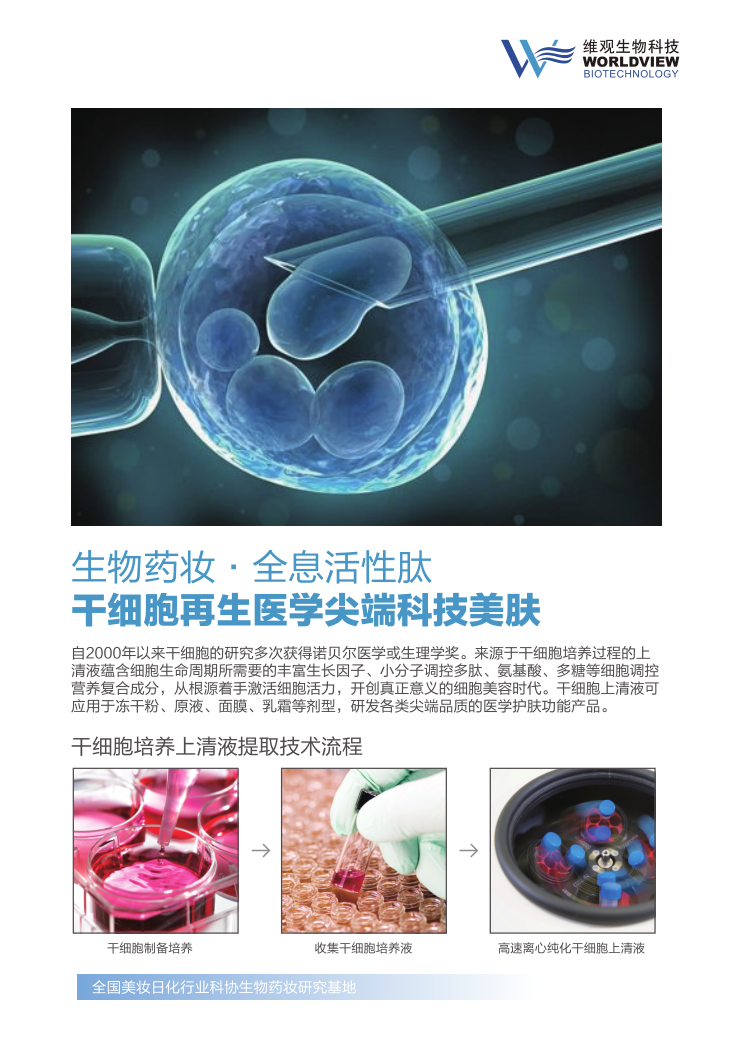 维观生物科技
WORLDVIEW
BIOTECHNOLOGY
生物药妆·全息活性肽
干细胞再生医学尖端科技美肤
自2000年以来干细胞的研究多次获得诺贝尔医学或生理学奖。来源于干细胞培养过程的上
清液蕴含细胞生命周期所需要的丰富生长因子、小分子调控多肽、氨基酸、多糖等细胞调控
营养复合成分，从根源着手激活细胞活力，开创真正意义的细胞美容时代。干细胞上清液可
应用于冻干粉、原液、面膜、乳霜等剂型，研发各类尖端品质的医学护肤功能产品。
干细胞培养上清液提取技术流程
干细胞制备培养
收集干细胞培养液
高速离心纯化干细胞上清液
全国美妆日化行业科协生物药妆研究基地